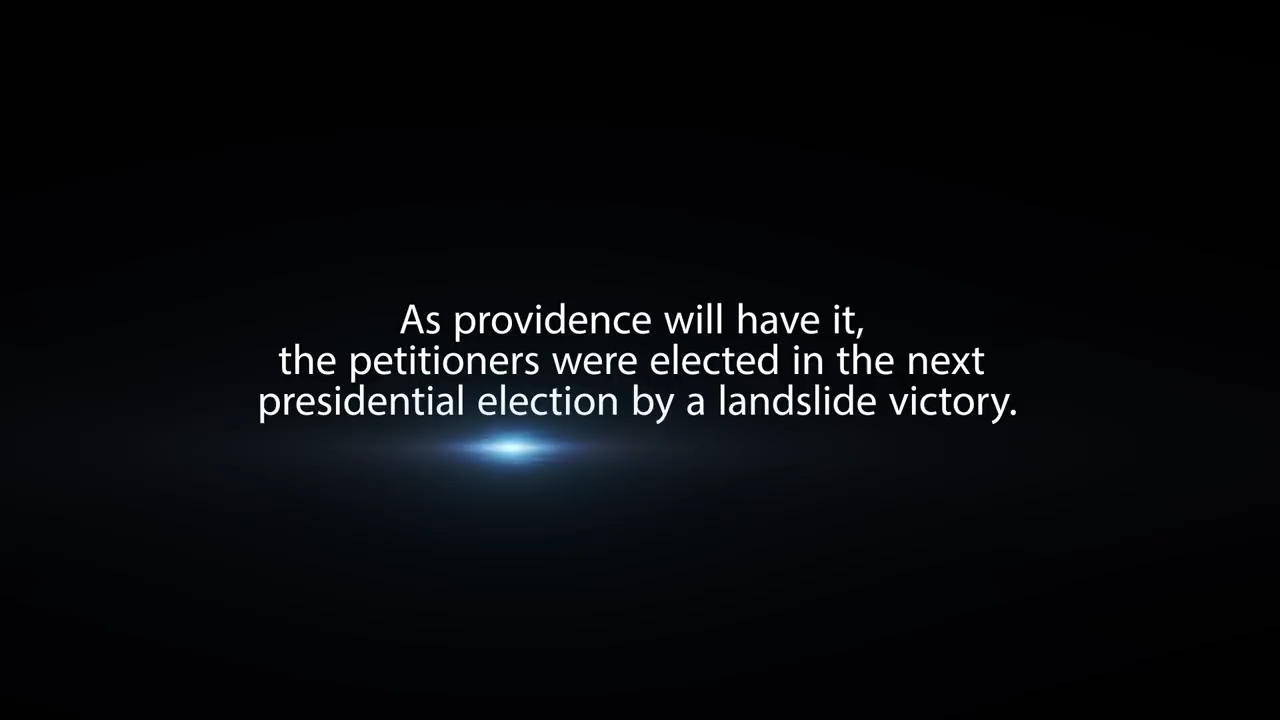 As providence will have it,
the petitioners were elected in the next
presidential election by a landslide victory.